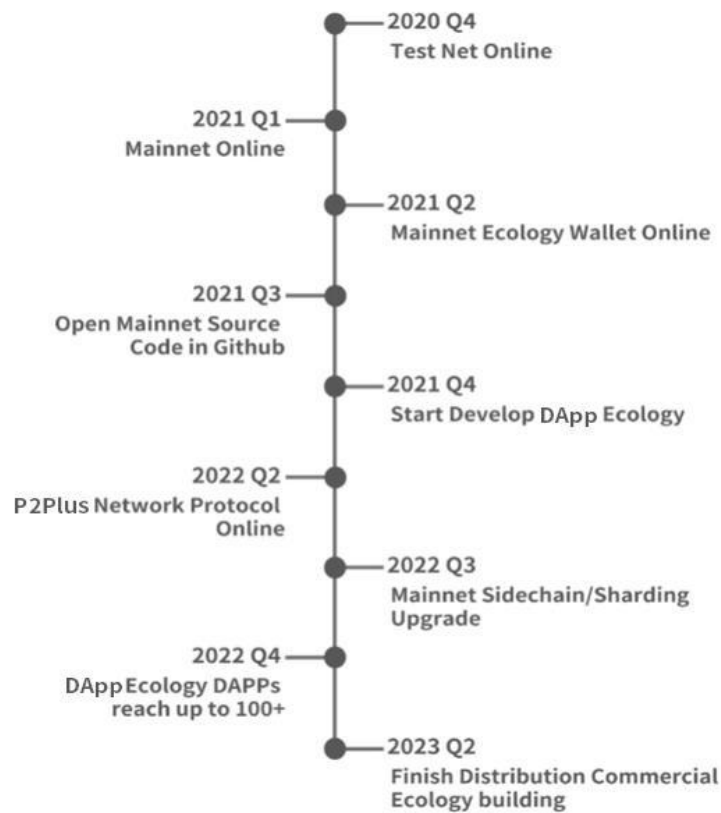 2020 Q4
Test Net Online
2021 Q1
Mainnet Online
2021 Q2
Mainnet Ecology Wallet Online
2021 Q3
Open Mainnet Source
Code in Github
2021 Q4
Start Develop DApp Ecology
2022 Q2
P2Plus Network Protocol
Online
2022 Q3
Mainnet Sidechain/Sharding
Upgrade
2022 Q4
DApp Ecology DAPPs
reach up to 100+
2023 Q2
Finish Distribution Commercial
Ecology building